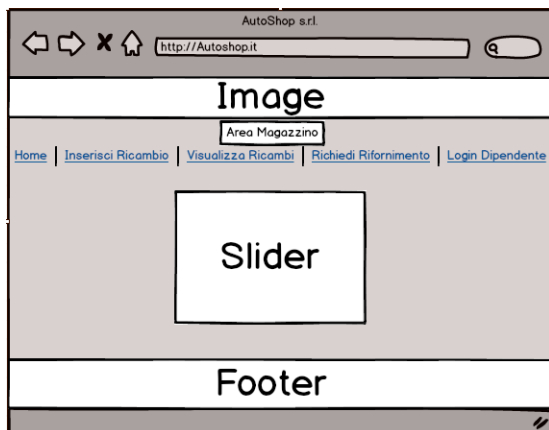 AutoShop s.r.l.
http://Autoshop.it
Image
Area Magazzino
Home | Inserisci Ricambio | Visualizza Ricambi | Richiedi Rifornimento | Login Dipendente
Slider
Footer